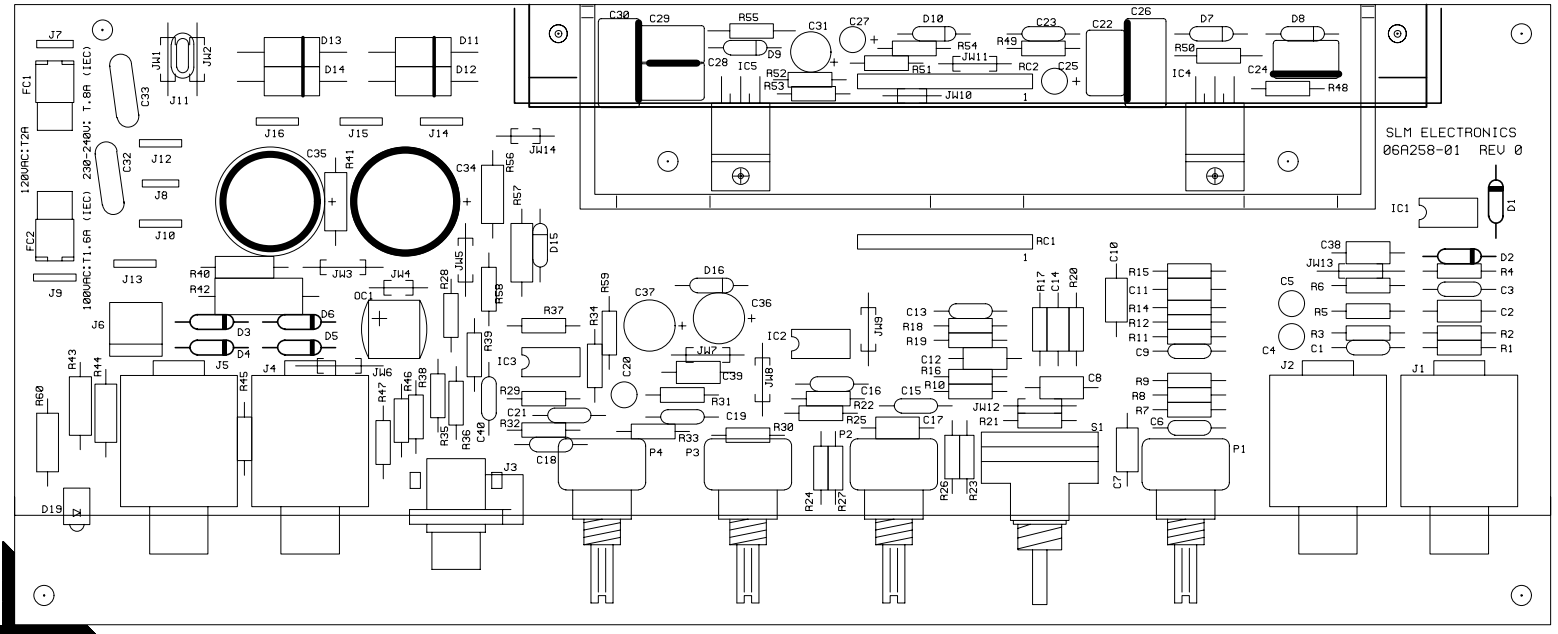 J7
FC1
120VAC:T2A
100VAC:T1.6A (IEC) 230-240V: T.8A (IEC)
FC2
J9
C33
C32
JW1
JW2
J11
J12
J8
J10
J13
D13
D14
D11
D12
J16
J15
J14
C35
R41
C34
R56
JW14
R57
D15
JW5
R58
R40
R42
JW3
JW4
OC1
R28
J6
D3
D4
D6
D5
J5
J4
JW6
R43
R44
R45
R60
D19
R47
R46
R38
R35
R36
R39
C40
J3
C30
C29
C28
R55
D9
IC5
R52
R53
C31
C27
D10
R54
R51
JW11
JW10
RC2
1
C23
R49
C25
C22
C26
D7
R50
IC4
D8
C24
R48
SLM ELECTRONICS
06A258-01 REV 0
IC1
D1
RC1
1
R59
R34
R37
IC3
R29
C21
R32
C18
C37
C20
D16
C36
JW7
C39
R31
C19
R33
P4
P3
R30
JW8
IC2
JW9
C16
R22
R25
C15
C17
P2
R24
R27
R26
R23
C13
R18
R19
C12
R16
R10
R17
C14
R20
C8
JW12
R21
S1
C10
C7
R15
C11
R14
R12
R11
C9
R9
R8
R7
C6
P1
C38
JW13
R6
C5
R5
R3
C4
C1
J2
D2
R4
C3
C2
R2
R1
J1